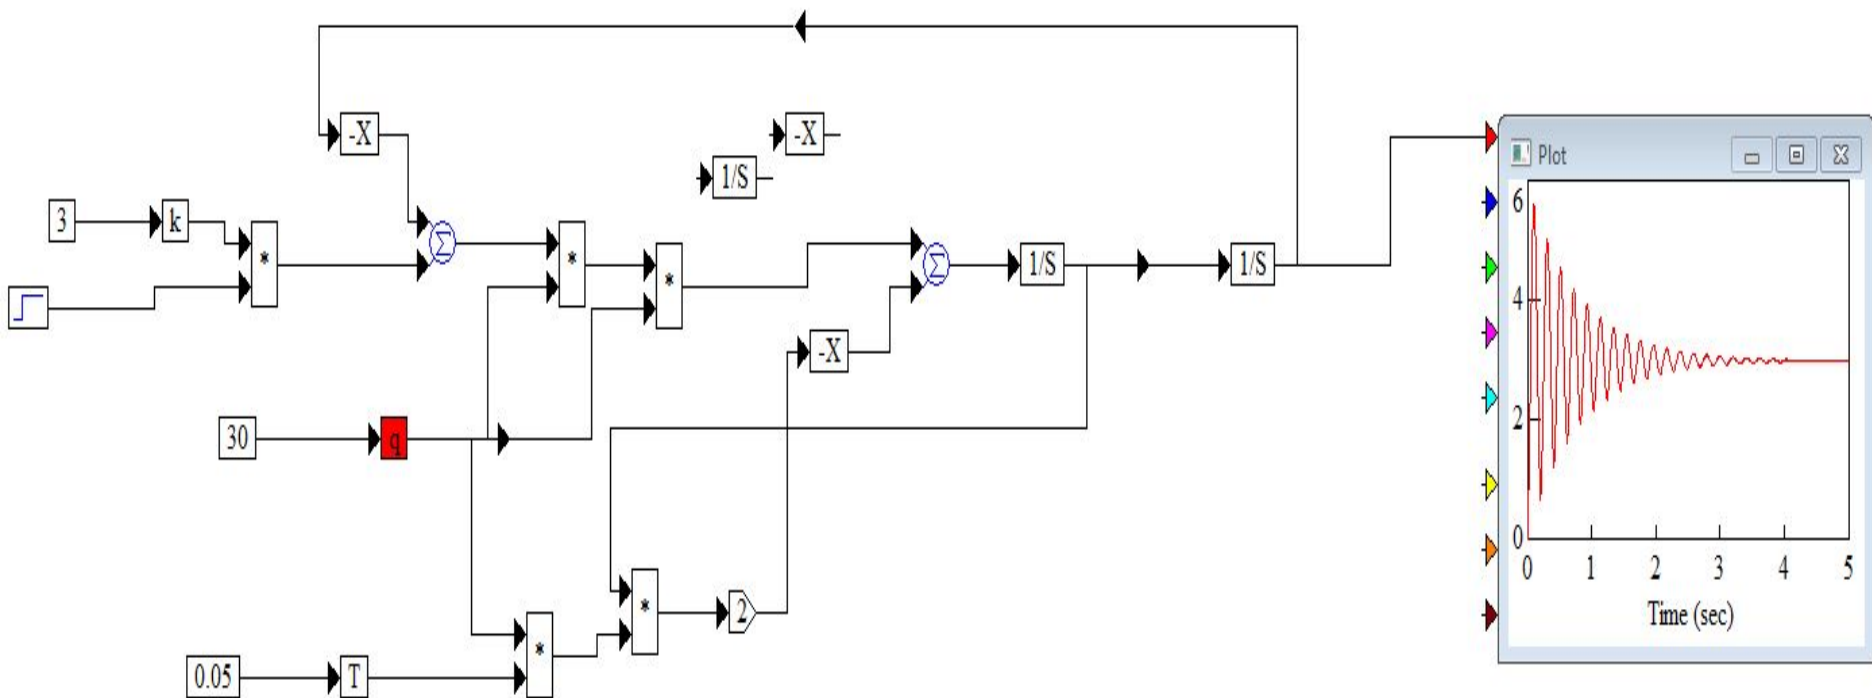 -X
-X
Plot
1/S
3
k
*
Σ
*
*
Σ
1/S
1/S
-X
30
q
*
2
*
0.05
T
6
4
2
0
0 1 2 3 4 5
Time (sec)